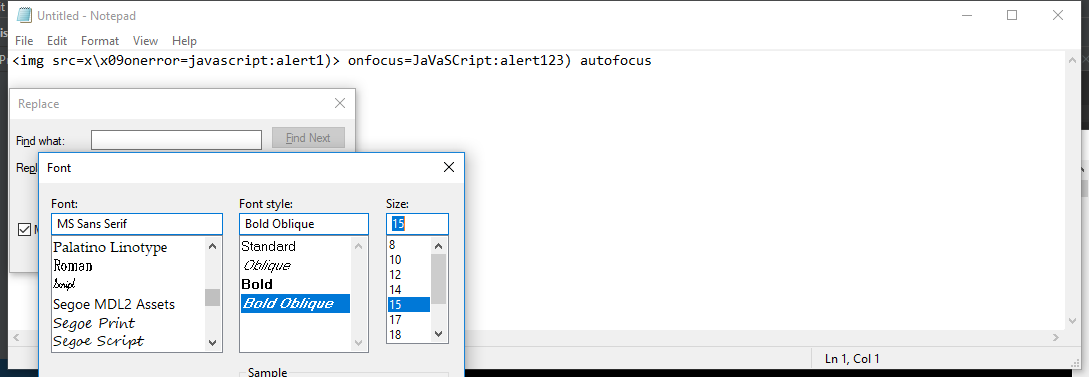 Untitled - Notepad
File Edit Format View Help
<img src=x\x09onerror=javascript:alert1)> onfocus=JaVaSCript:alert123) autofocus
Replace
Find what:
Find Next
Font
Font: Font style: Size:
MS Sans Serif Bold Oblique 15
Palatino Linotype
Roman
Script
Segoe MDL2 Assets
Segoe Print
Segoe Script
Standard
Oblique
Bold
Bold Oblique
8
10
12
14
15
17
18
Sample
Ln 1, Col 1